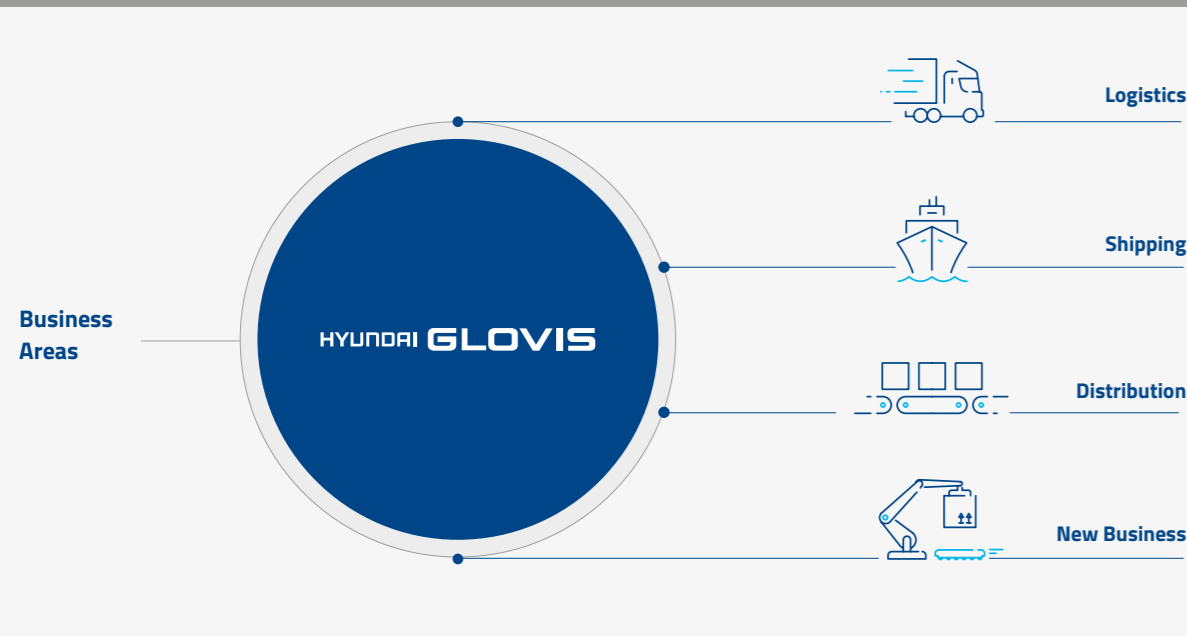 Logistics
Shipping
Business
Areas
HYUNDAI GLOVIS
Distribution
New Business